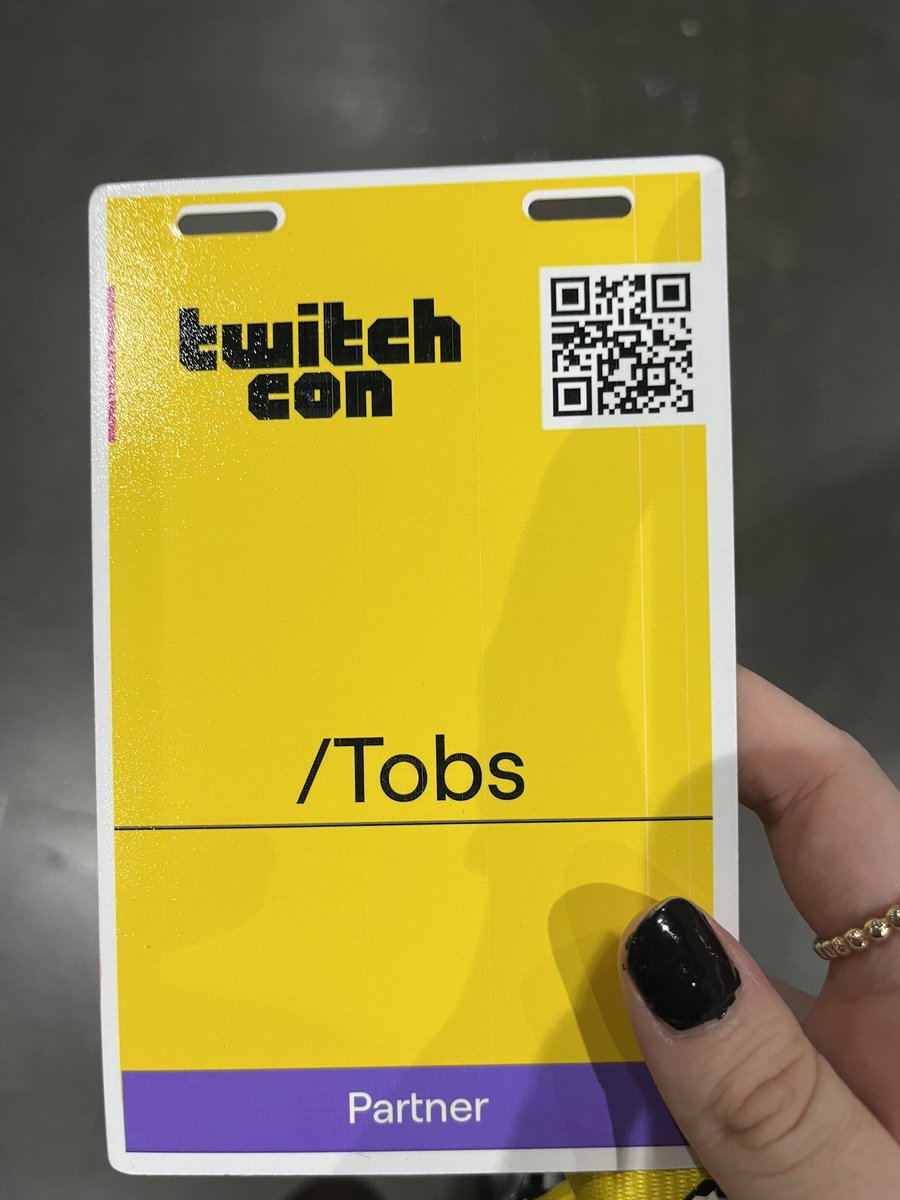 twitch
con
/Tobs
Partner